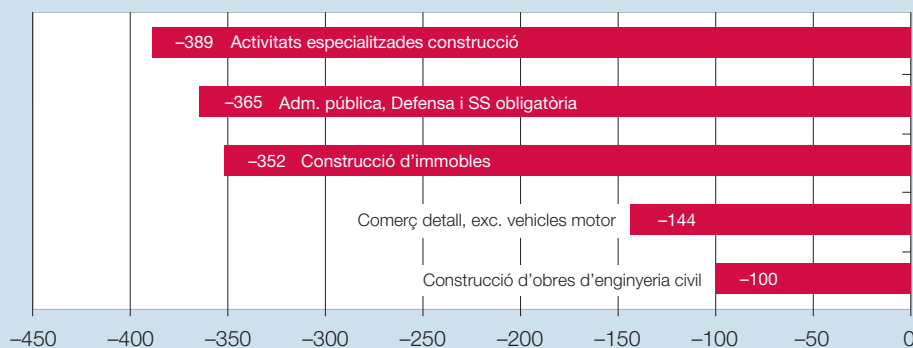 –389 Activitats especialitzades construcció
–365 Adm. pública, Defensa i SS obligatòria
–352 Construcció d’immobles
Comerç detall, exc. vehicles motor –144
Construcció d’obres d’enginyeria civil –100
–450 –400 –350 –300 –250 –200 –150 –100 –50 0